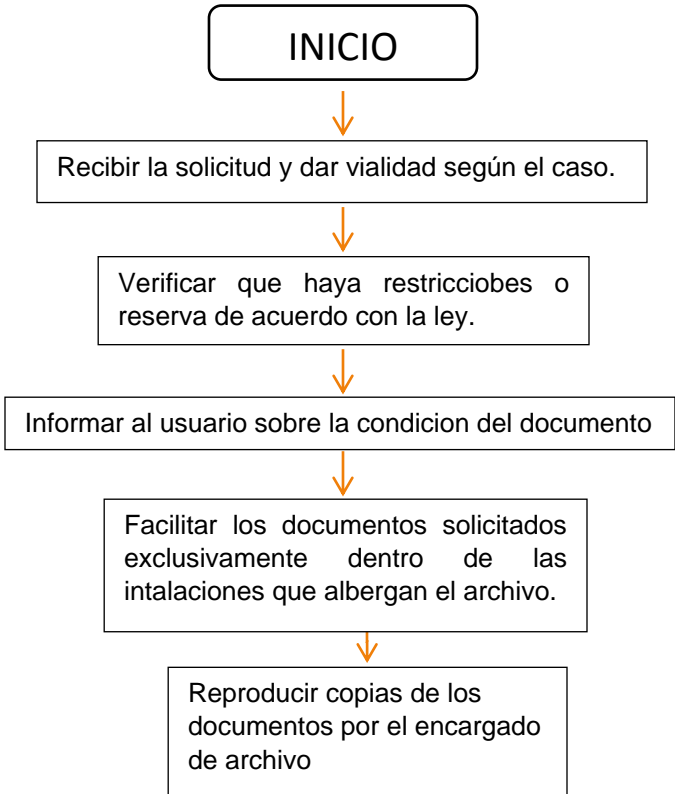 INICIO
Recibir la solicitud y dar vialidad según el caso.
Verificar que haya restricciobes o
reserva de acuerdo con la ley.
Informar al usuario sobre la condicion del documento
Facilitar los documentos solicitados
exclusivamente dentro de las
intalaciones que albergan el archivo.
Reproducir copias de los
documentos por el encargado
de archivo